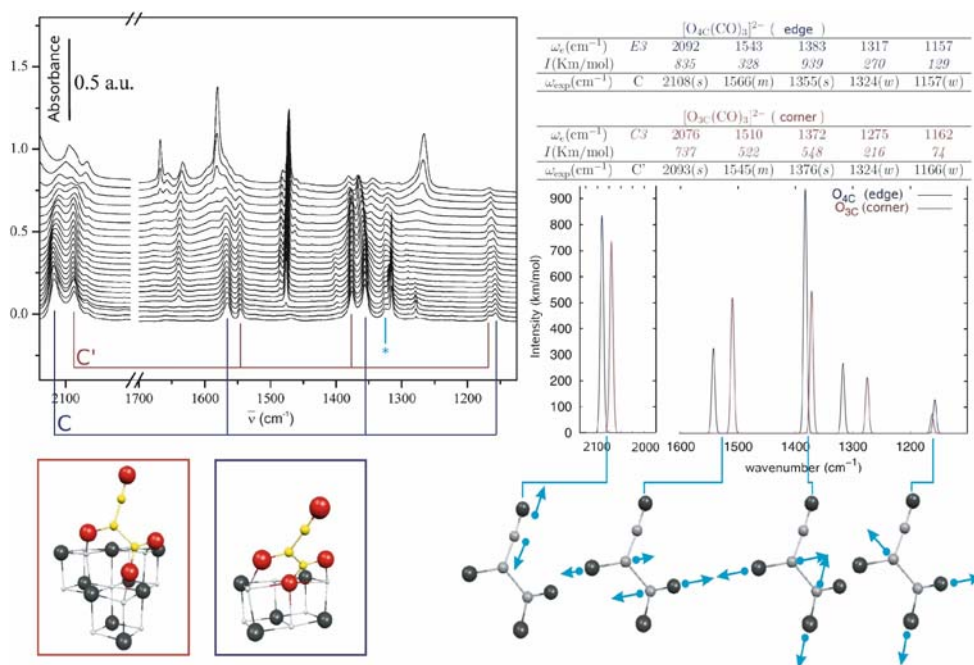 Absorbance
0.5 a.u.
1.5
1.0
0.5
0.0
C'
*
2100 1700 1600 1500 1400 1300 1200
ν̄ (cm⁻¹)
C
[O4C(CO)3]²⁻ ( edge)
ωe(cm⁻¹) E3 2092 1543 1383 1317 1157
I(Km/mol) 835 328 939 270 129
ωexp(cm⁻¹) C 2108(s) 1566(m) 1355(s) 1324(w) 1157(w)
[O3C(CO)3]²⁻ ( corner)
ωe(cm⁻¹) C3 2076 1510 1372 1275 1162
I(Km/mol) 737 522 548 216 74
ωexp(cm⁻¹) C' 2093(s) 1545(m) 1376(s) 1324(w) 1166(w)
O4C (edge)
O3C (corner)
Intensity (km/mol)
900
800
700
600
500
400
300
200
100
0
2100 2000 1600 1500 1400 1300 1200
wavenumber (cm⁻¹)